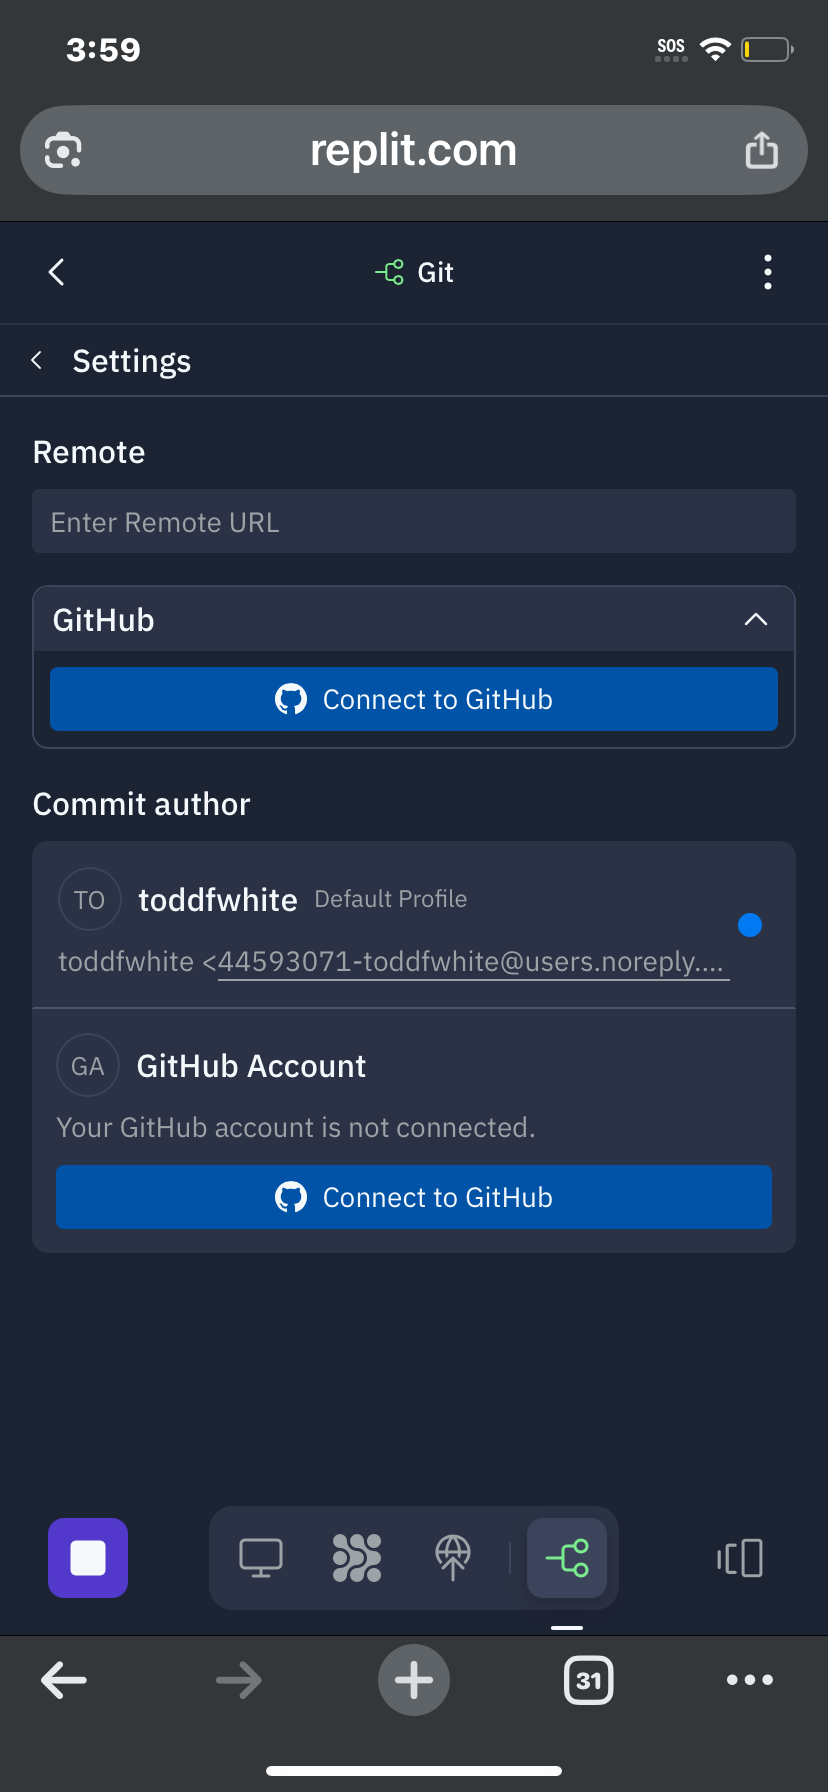 3:59
SOS
replit.com
Git
Settings
Remote
Enter Remote URL
GitHub
Connect to GitHub
Commit author
TO
toddfwhite Default Profile
toddfwhite <44593071-toddfwhite@users.noreply....
GA
GitHub Account
Your GitHub account is not connected.
Connect to GitHub
31